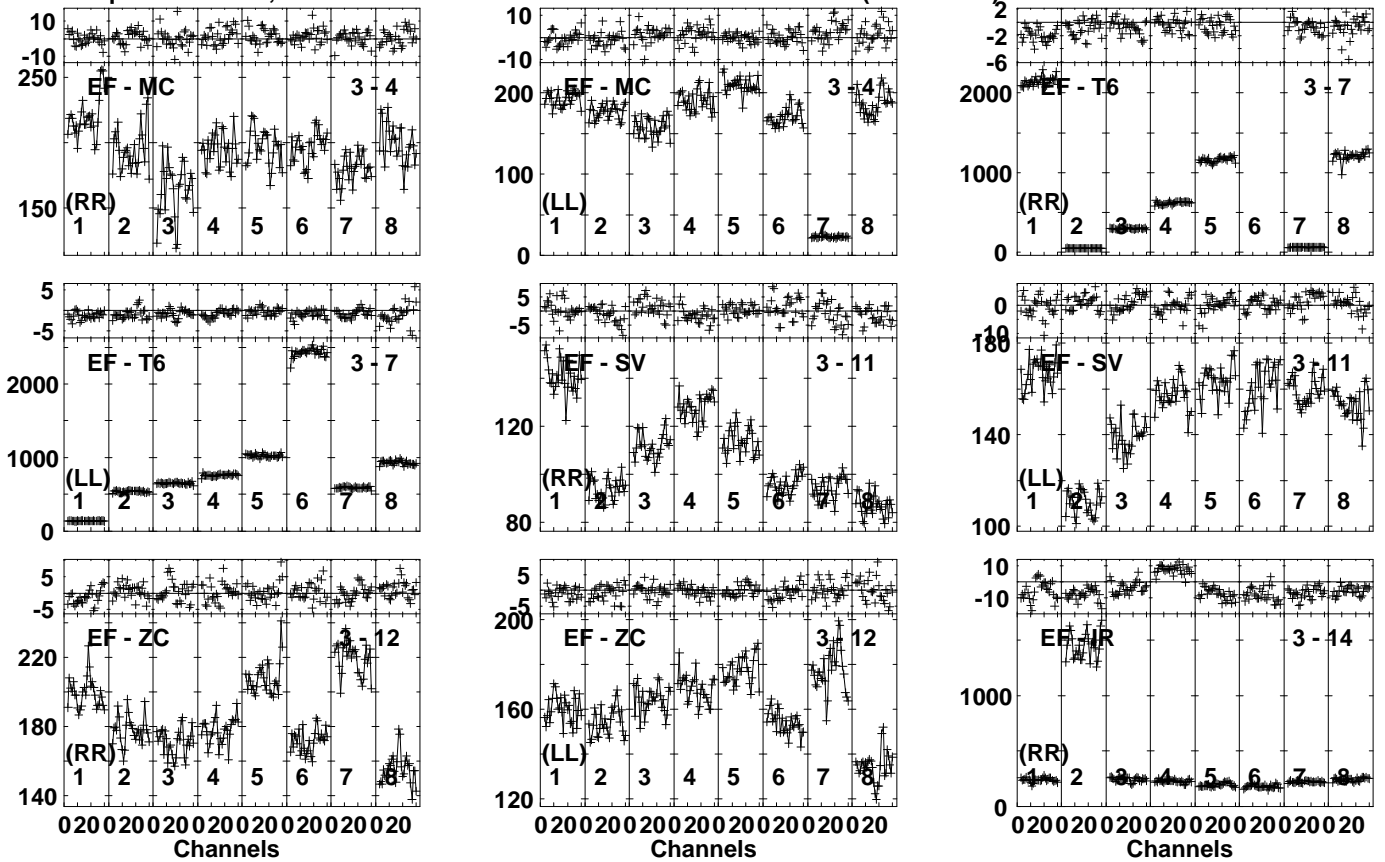 10 10 2
-10 -10 -2
-6
250 EF - MC 3 - 4 200 EF - MC 3 - 4 2000 EF - T6 3 - 7
100 1000
150 (RR) (LL) (RR)
1 2 3 4 5 6 7 8 1 2 3 4 5 6 7 8 1 2 3 4 5 6 7 8
0 0
5 5 0
-5 -5 -10
180
2000 EF - T6 3 - 7 EF - SV 3 - 11 EF - SV 3 - 11
120 140
1000
(LL) (RR) (LL)
1 2 3 4 5 6 7 8 1 2 3 4 5 6 7 8 1 2 3 4 5 6 7 8
0 80 100
5 5 10
-5 -5 -10
200
220 EF - ZC 3 - 12 EF - ZC 3 - 12 EF - IR 3 - 14
180 160 1000
(RR) (LL) (RR)
1 2 3 4 5 6 7 8 1 2 3 4 5 6 7 8 1 2 3 4 5 6 7 8
140 120 0
0 20 0 20 0 20 0 20 0 20 0 20 0 20 0 20 0 20 0 20 0 20 0 20 0 20 0 20 0 20 0 20 0 20 0 20 0 20 0 20 0 20 0 20 0 20 0 20
Channels Channels Channels